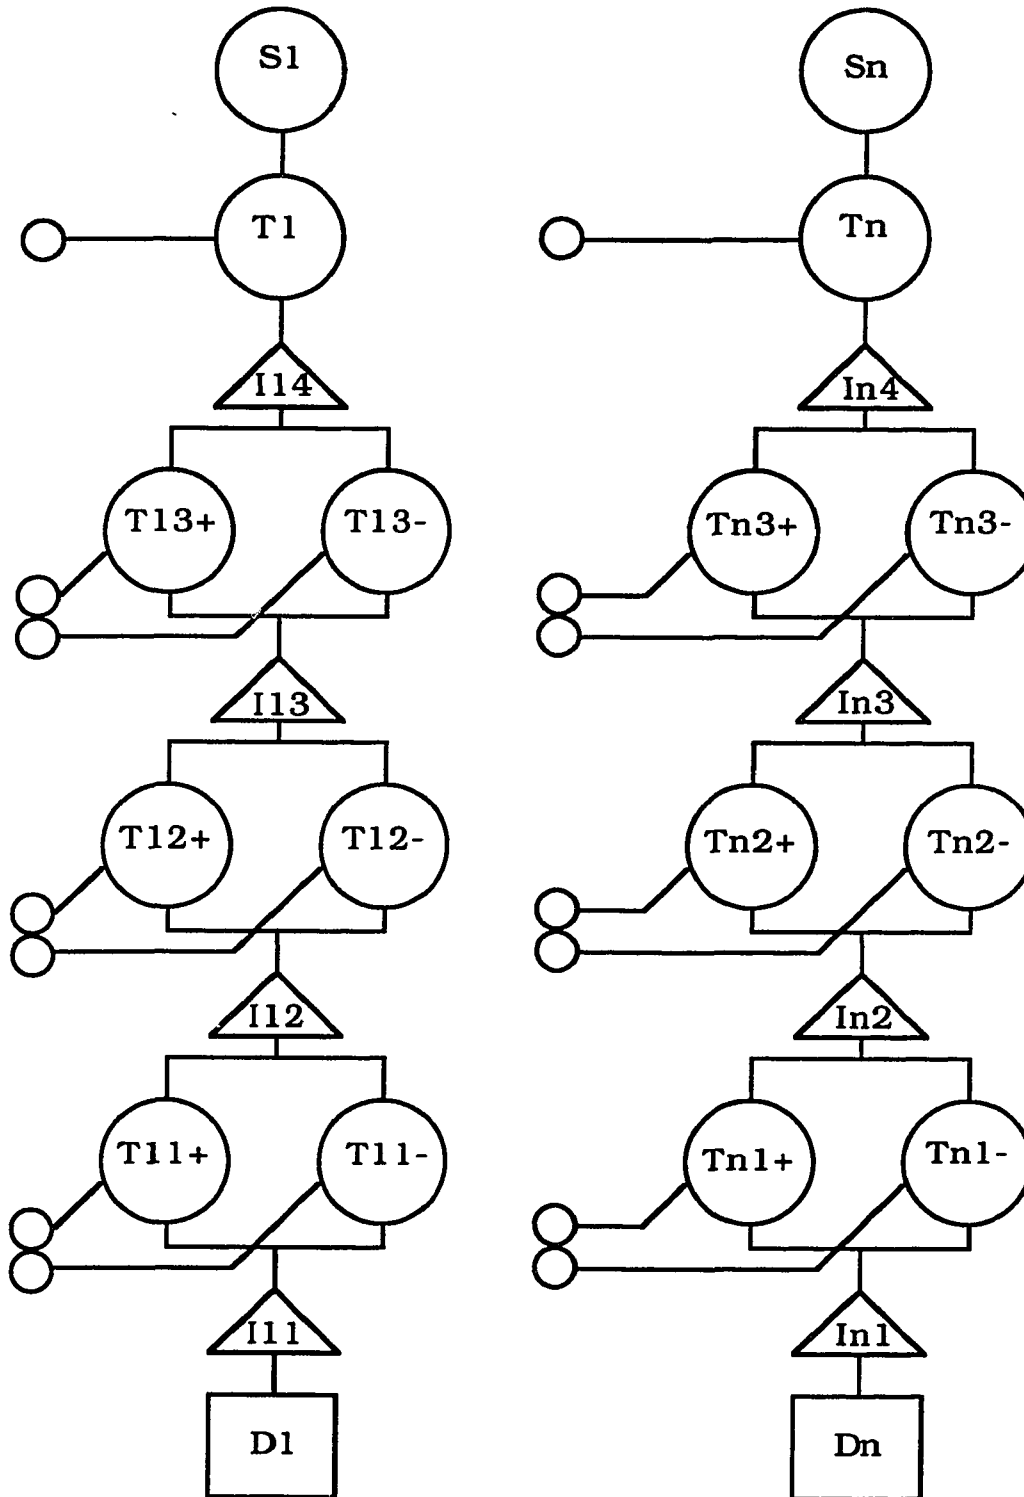 S1
Sn
T1
Tn
I14
In4
T13+
T13-
Tn3+
Tn3-
I13
In3
T12+
T12-
Tn2+
Tn2-
I12
In2
T11+
T11-
Tn1+
Tn1-
I11
In1
D1
Dn